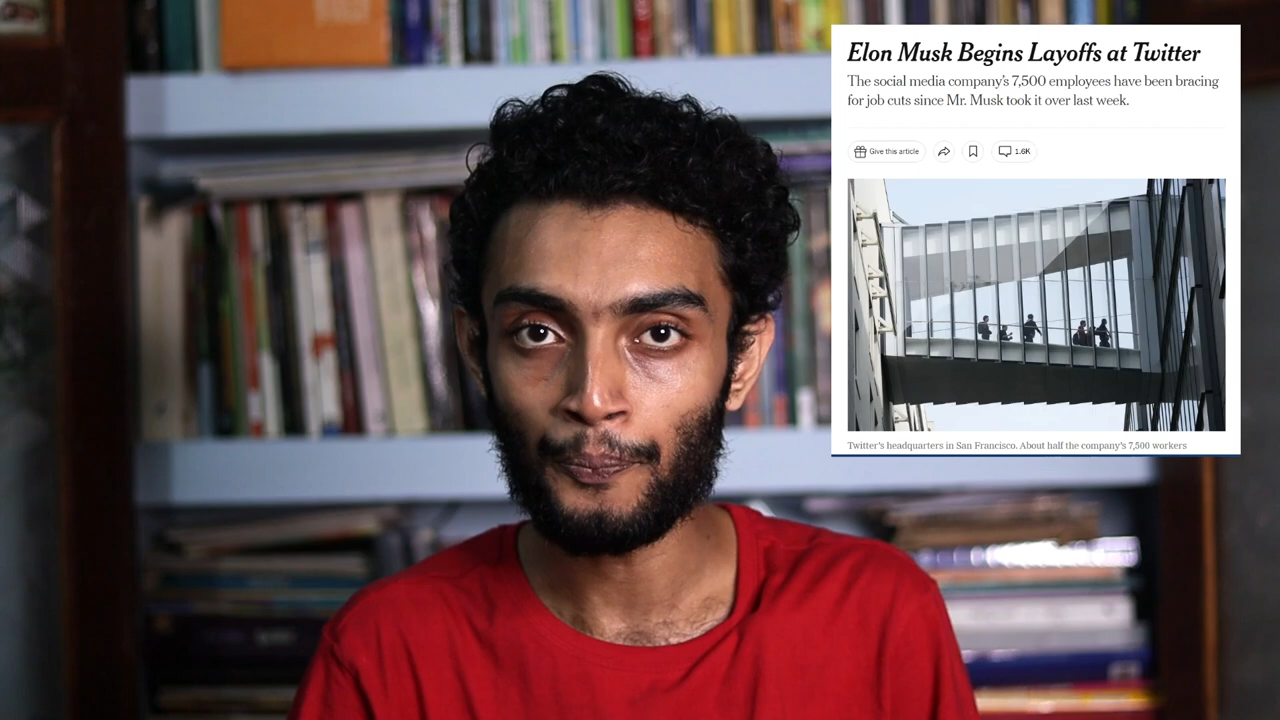 Elon Musk Begins Layoffs at Twitter
The social media company's 7,500 employees have been bracing
for job cuts since Mr. Musk took it over last week.
Give this article
1.6K
Twitter's headquarters in San Francisco. About half the company's 7,500 workers